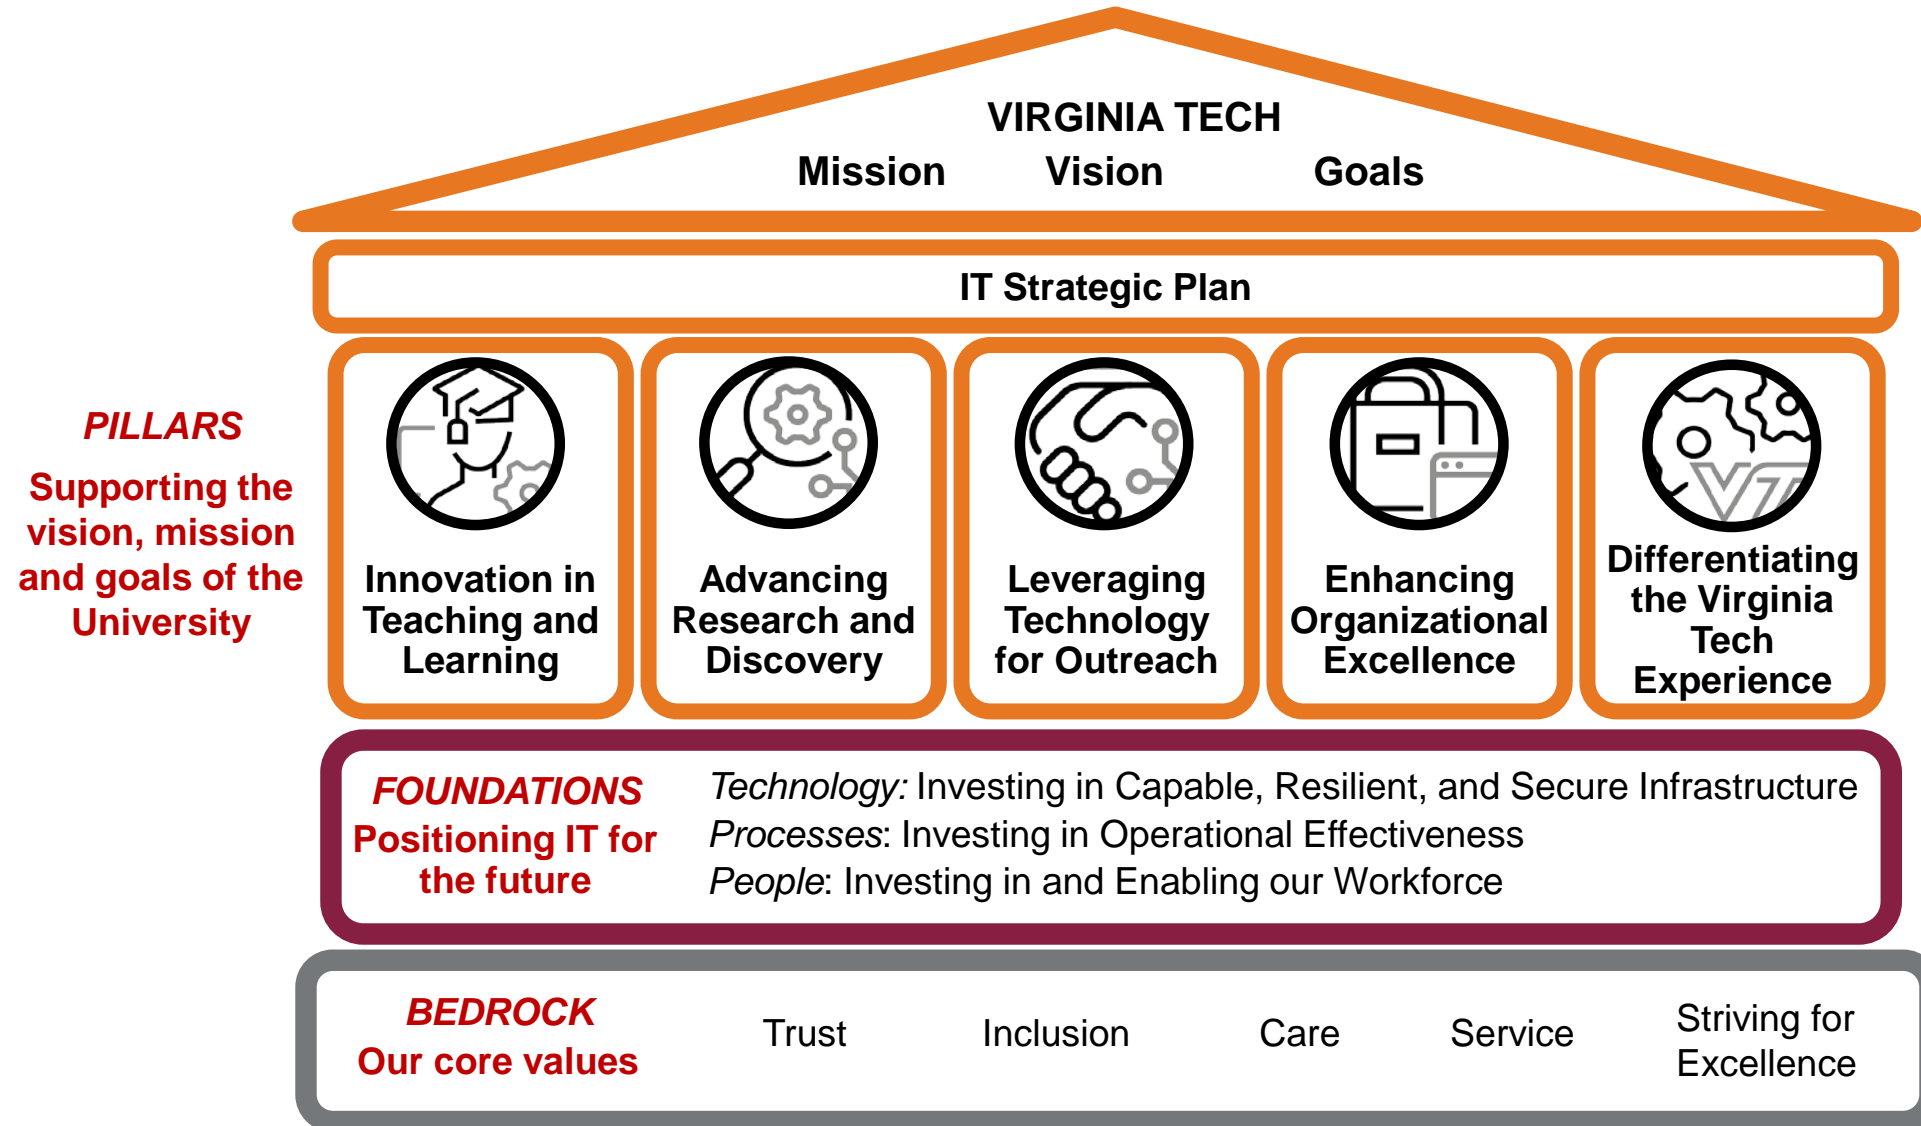 VIRGINIA TECH
Mission Vision Goals
IT Strategic Plan
PILLARS
Supporting the
vision, mission
and goals of the
University
Innovation in
Teaching and
Learning
Advancing
Research and
Discovery
Leveraging
Technology
for Outreach
Enhancing
Organizational
Excellence
VT
Differentiating
the Virginia
Tech
Experience
FOUNDATIONS
Positioning IT for
the future
Technology: Investing in Capable, Resilient, and Secure Infrastructure
Processes: Investing in Operational Effectiveness
People: Investing in and Enabling our Workforce
BEDROCK
Our core values
Trust
Inclusion
Care
Service
Striving for
Excellence